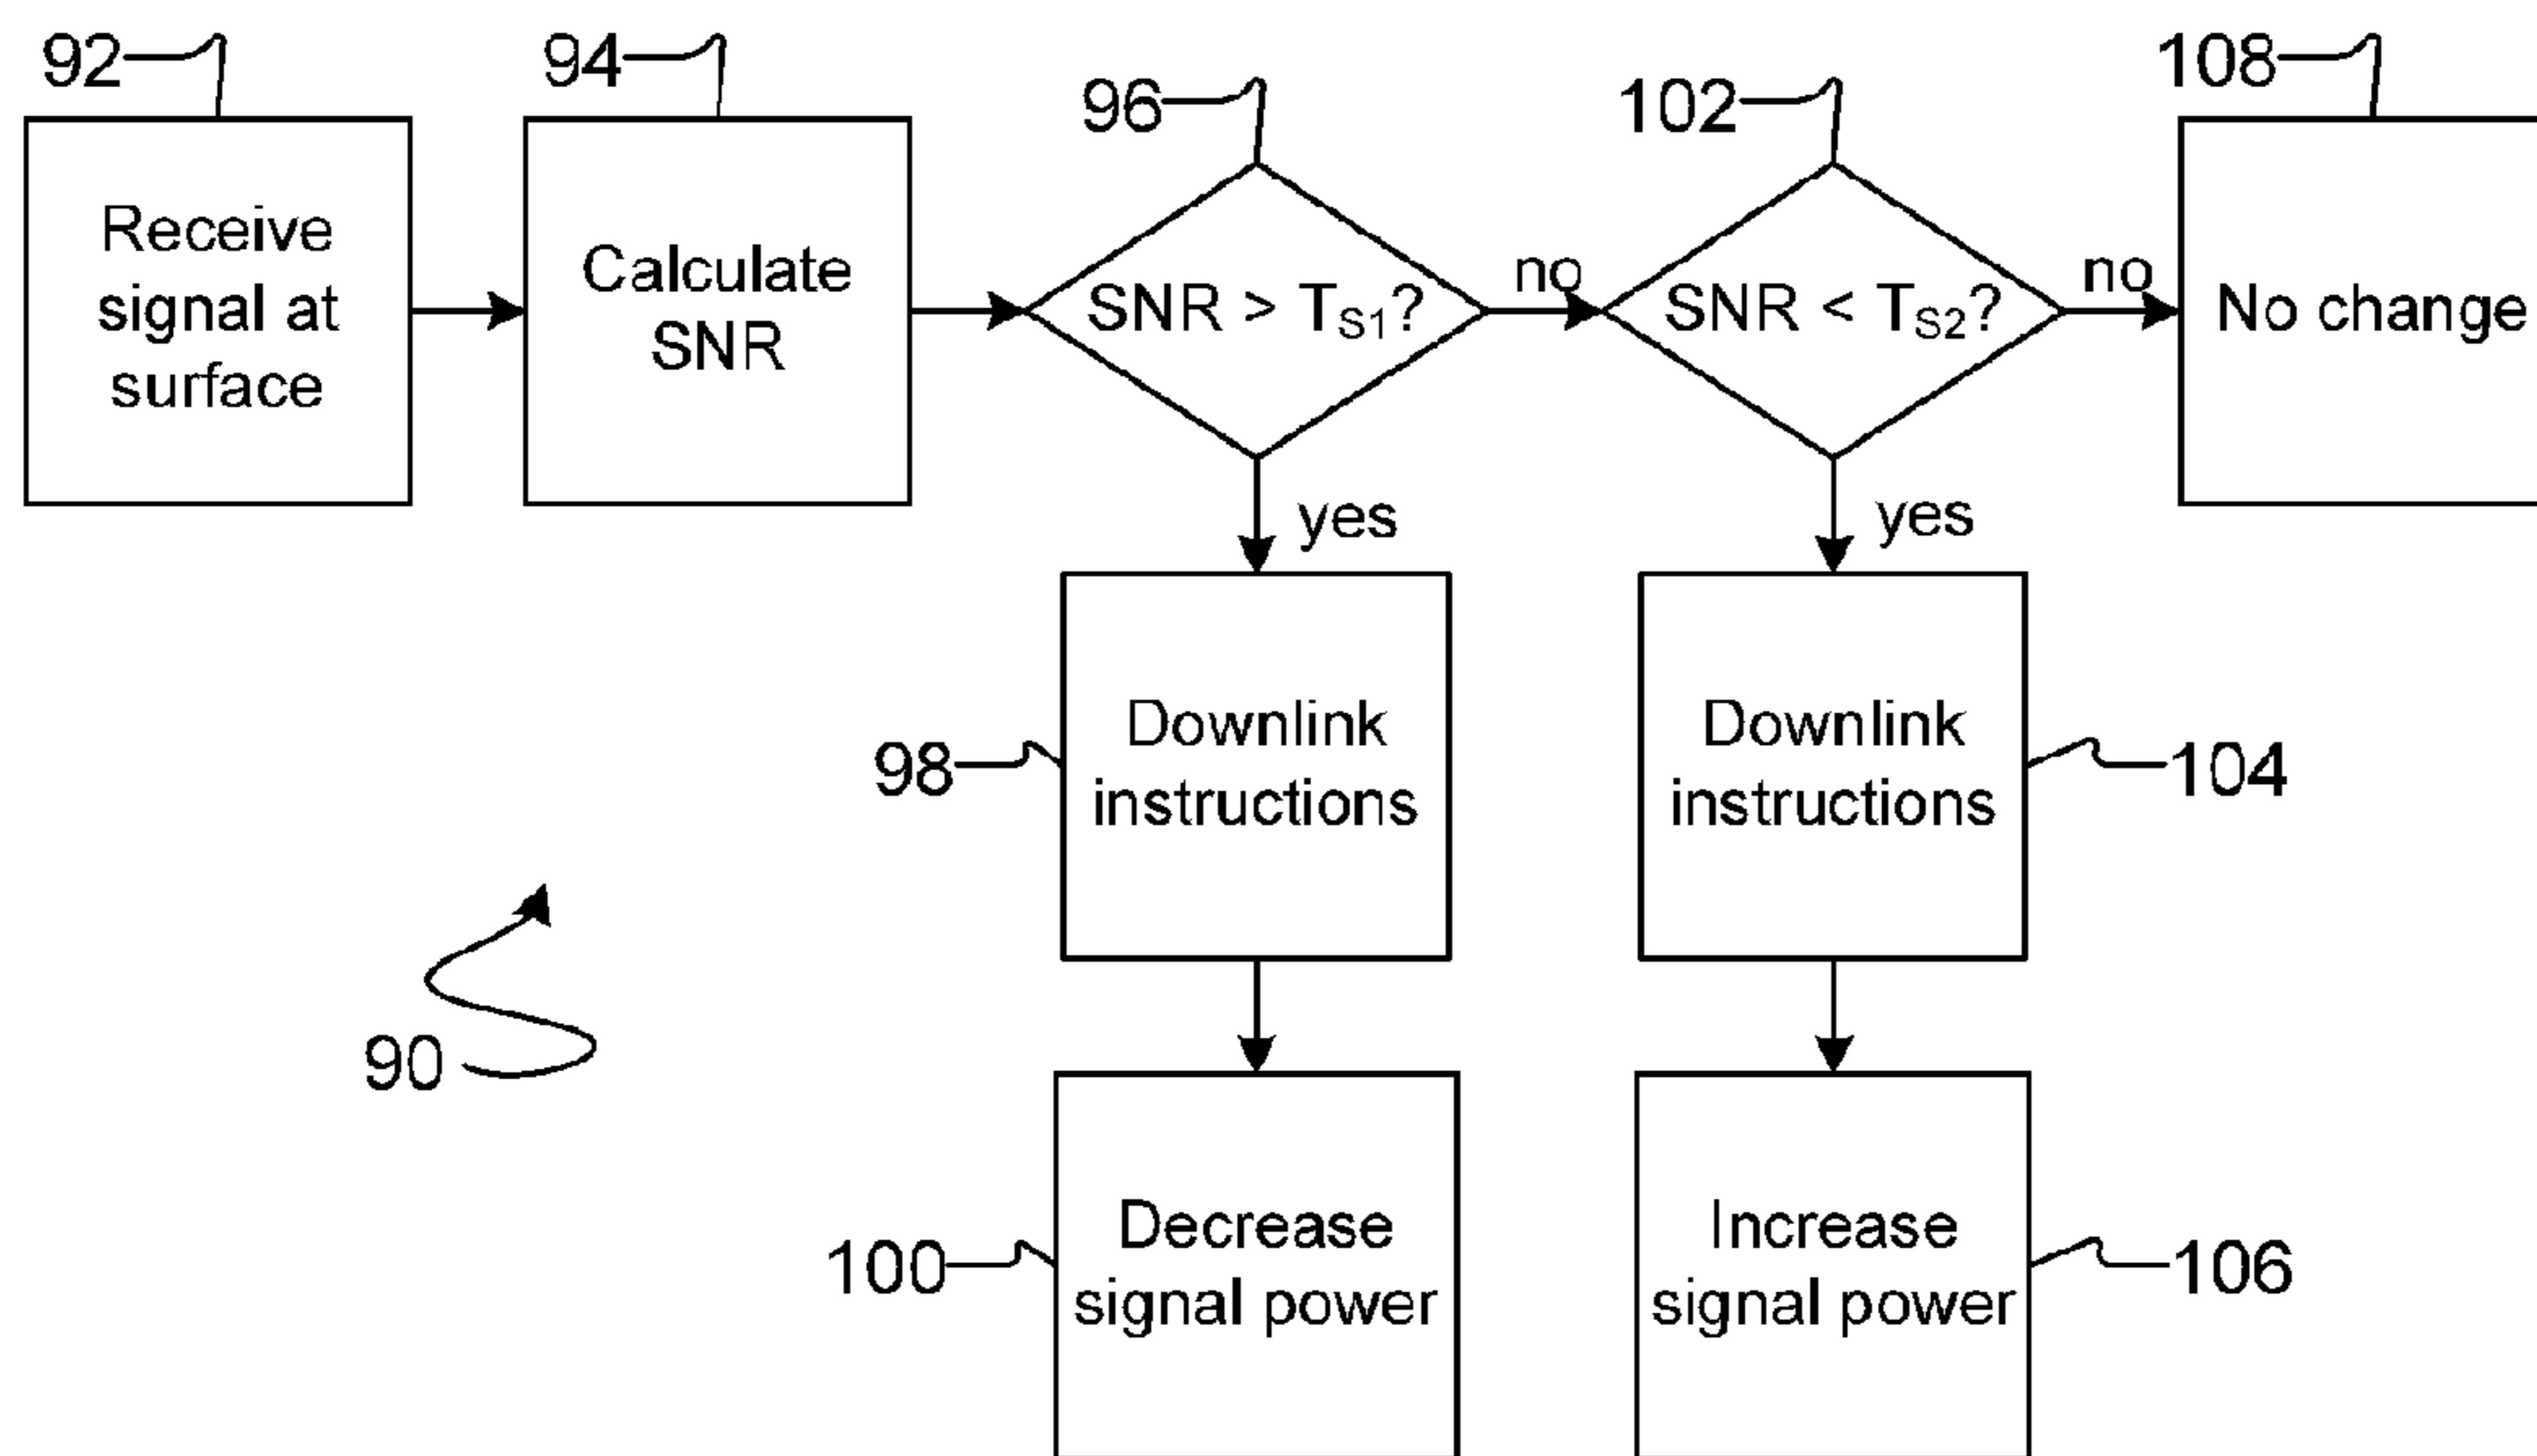 92
94
96
102
108
Receive
signal at
surface
Calculate
SNR
SNR > TS1?
no
SNR < TS2?
no
No change
yes
yes
98
Downlink
instructions
Downlink
instructions
104
90
100
Decrease
signal power
Increase
signal power
106